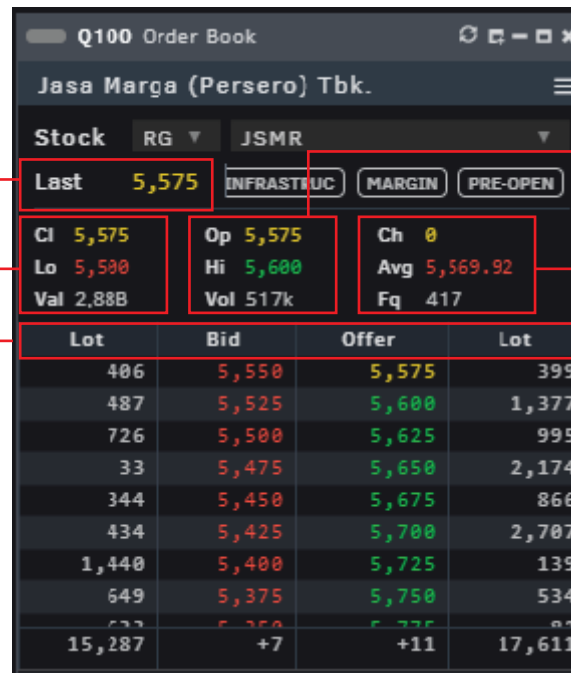 Q100 Order Book
Jasa Marga (Persero) Tbk.
Stock RG JSMR
Last 5,575 INFRASTRUC MARGIN PRE-OPEN
Cl 5,575 Op 5,575 Ch 0
Lo 5,500 Hi 5,600 Avg 5,569.92
Val 2,88B Vol 517k Fq 417
Lot Bid Offer Lot
406 5,550 5,575 399
487 5,525 5,600 1,377
726 5,500 5,625 995
33 5,475 5,650 2,174
344 5,450 5,675 866
434 5,425 5,700 2,707
1,440 5,400 5,725 139
649 5,375 5,750 534
15,287 +7 +11 17,611